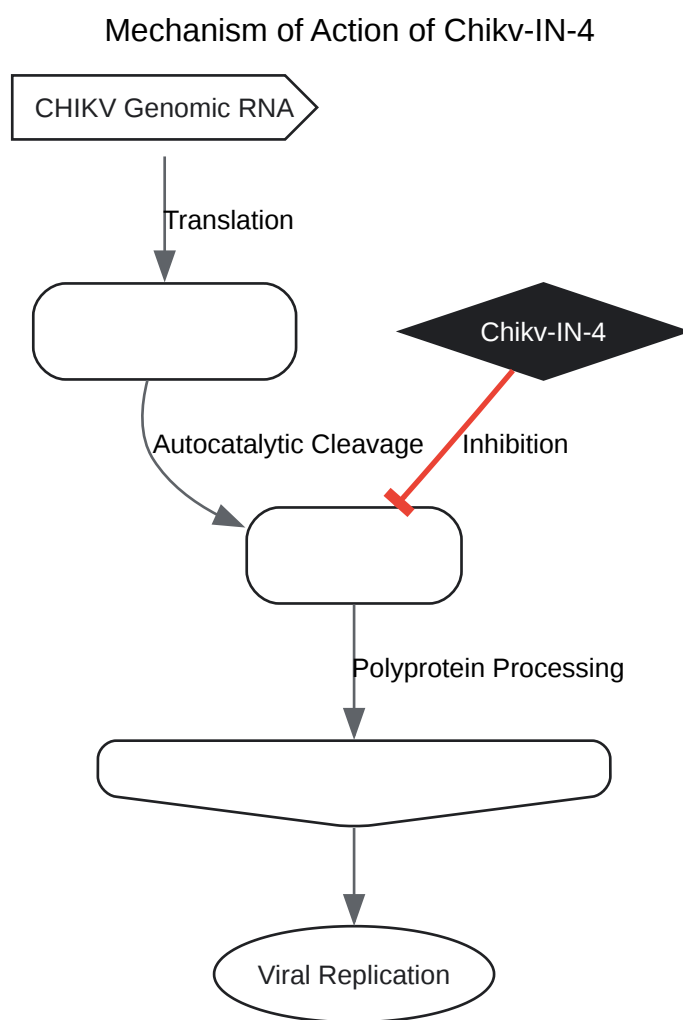 Mechanism of Action of Chikv-IN-4
CHIKV Genomic RNA
Translation
Chikv-IN-4
Autocatalytic Cleavage
Inhibition
Polyprotein Processing
Viral Replication